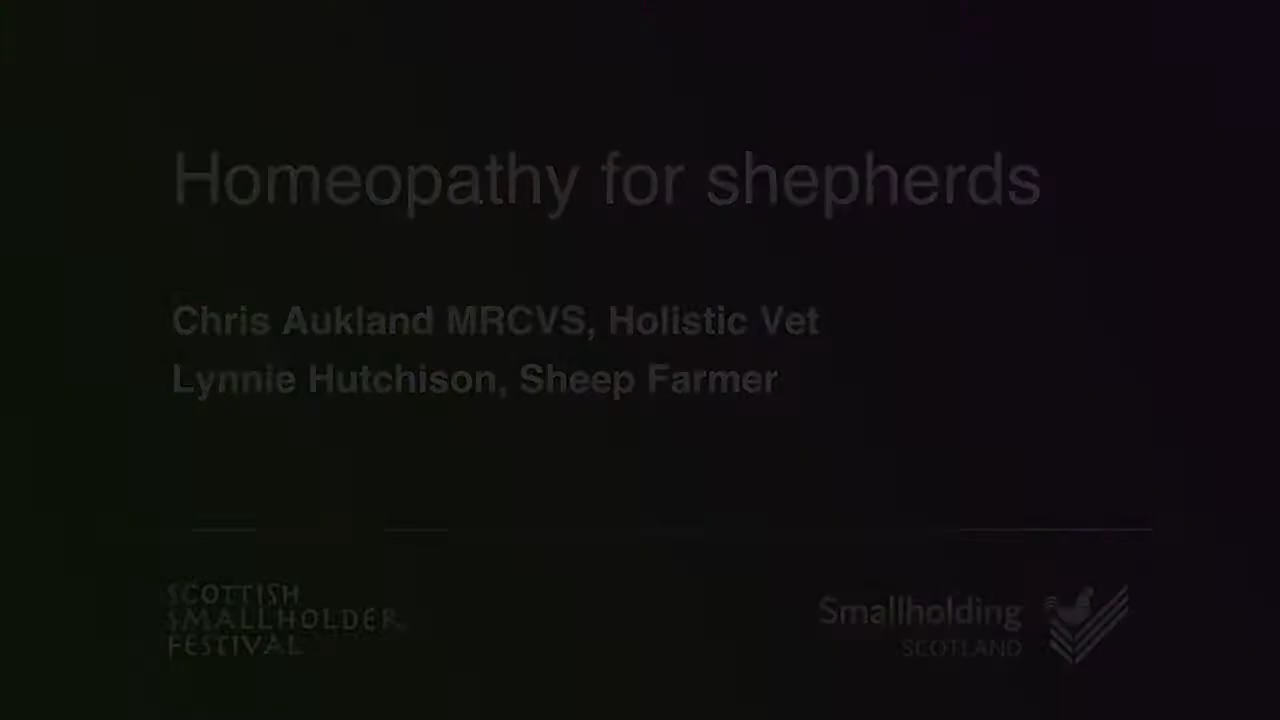 Homeopathy for shepherds
Chris Aukland MRCVS, Holistic Vet
Lynnie Hutchison, Sheep Farmer
SCOTTISH
SMALLHOLDER
FESTIVAL
Smallholding
SCOTLAND